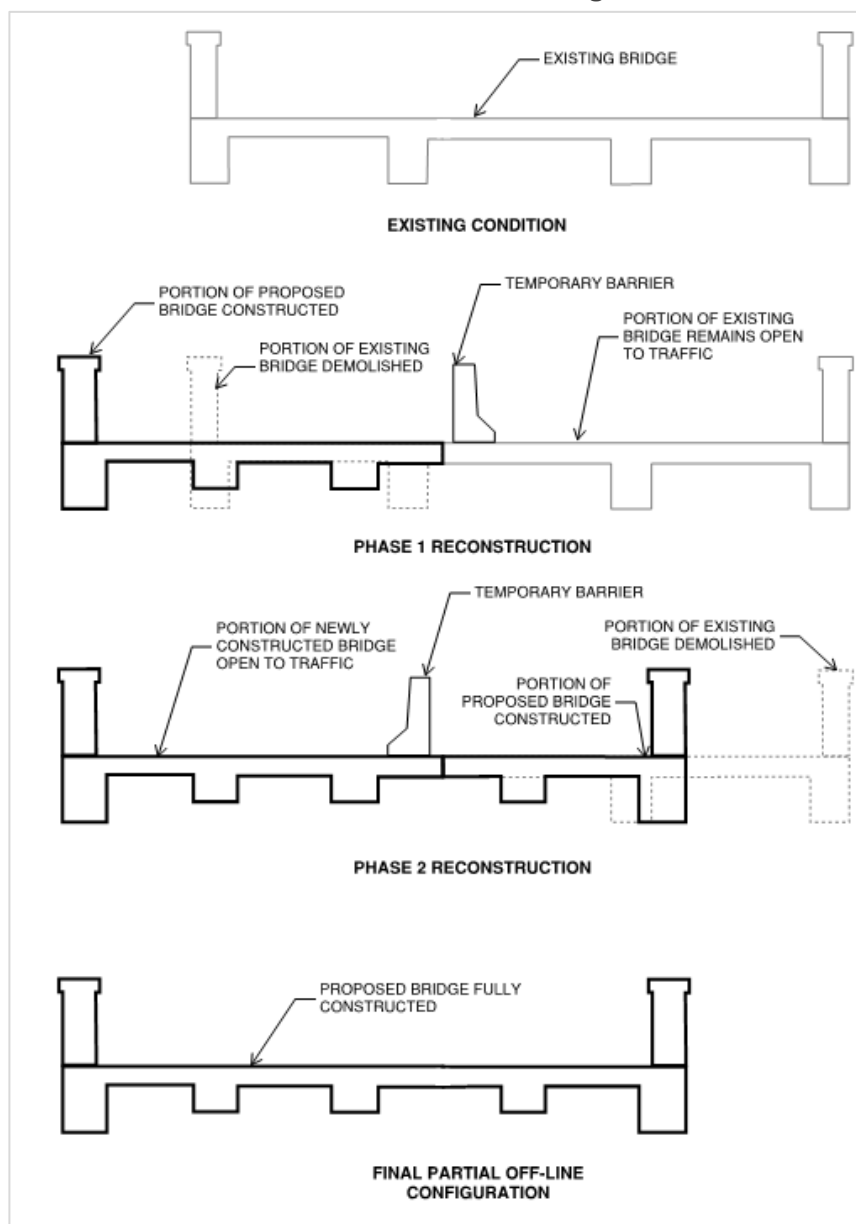 EXISTING BRIDGE
EXISTING CONDITION
PORTION OF PROPOSED
BRIDGE CONSTRUCTED
PORTION OF EXISTING
BRIDGE DEMOLISHED
TEMPORARY BARRIER
PORTION OF EXISTING
BRIDGE REMAINS OPEN
TO TRAFFIC
PHASE 1 RECONSTRUCTION
PORTION OF NEWLY
CONSTRUCTED BRIDGE
OPEN TO TRAFFIC
TEMPORARY BARRIER
PORTION OF
PROPOSED BRIDGE
CONSTRUCTED
PORTION OF EXISTING
BRIDGE DEMOLISHED
PHASE 2 RECONSTRUCTION
PROPOSED BRIDGE FULLY
CONSTRUCTED
FINAL PARTIAL OFF-LINE
CONFIGURATION